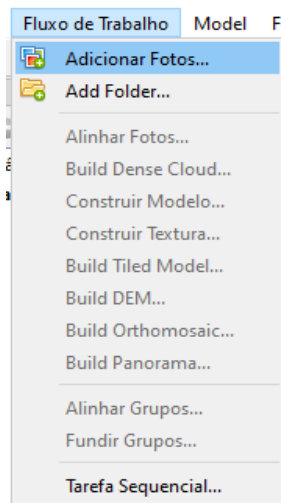 Fluxo de Trabalho Model F
Adicionar Fotos...
Add Folder...
Alinhar Fotos...
Build Dense Cloud...
Construir Modelo...
Construir Textura...
Build Tiled Model...
Build DEM...
Build Orthomosaic...
Build Panorama...
Alinhar Grupos...
Fundir Grupos...
Tarefa Sequencial...